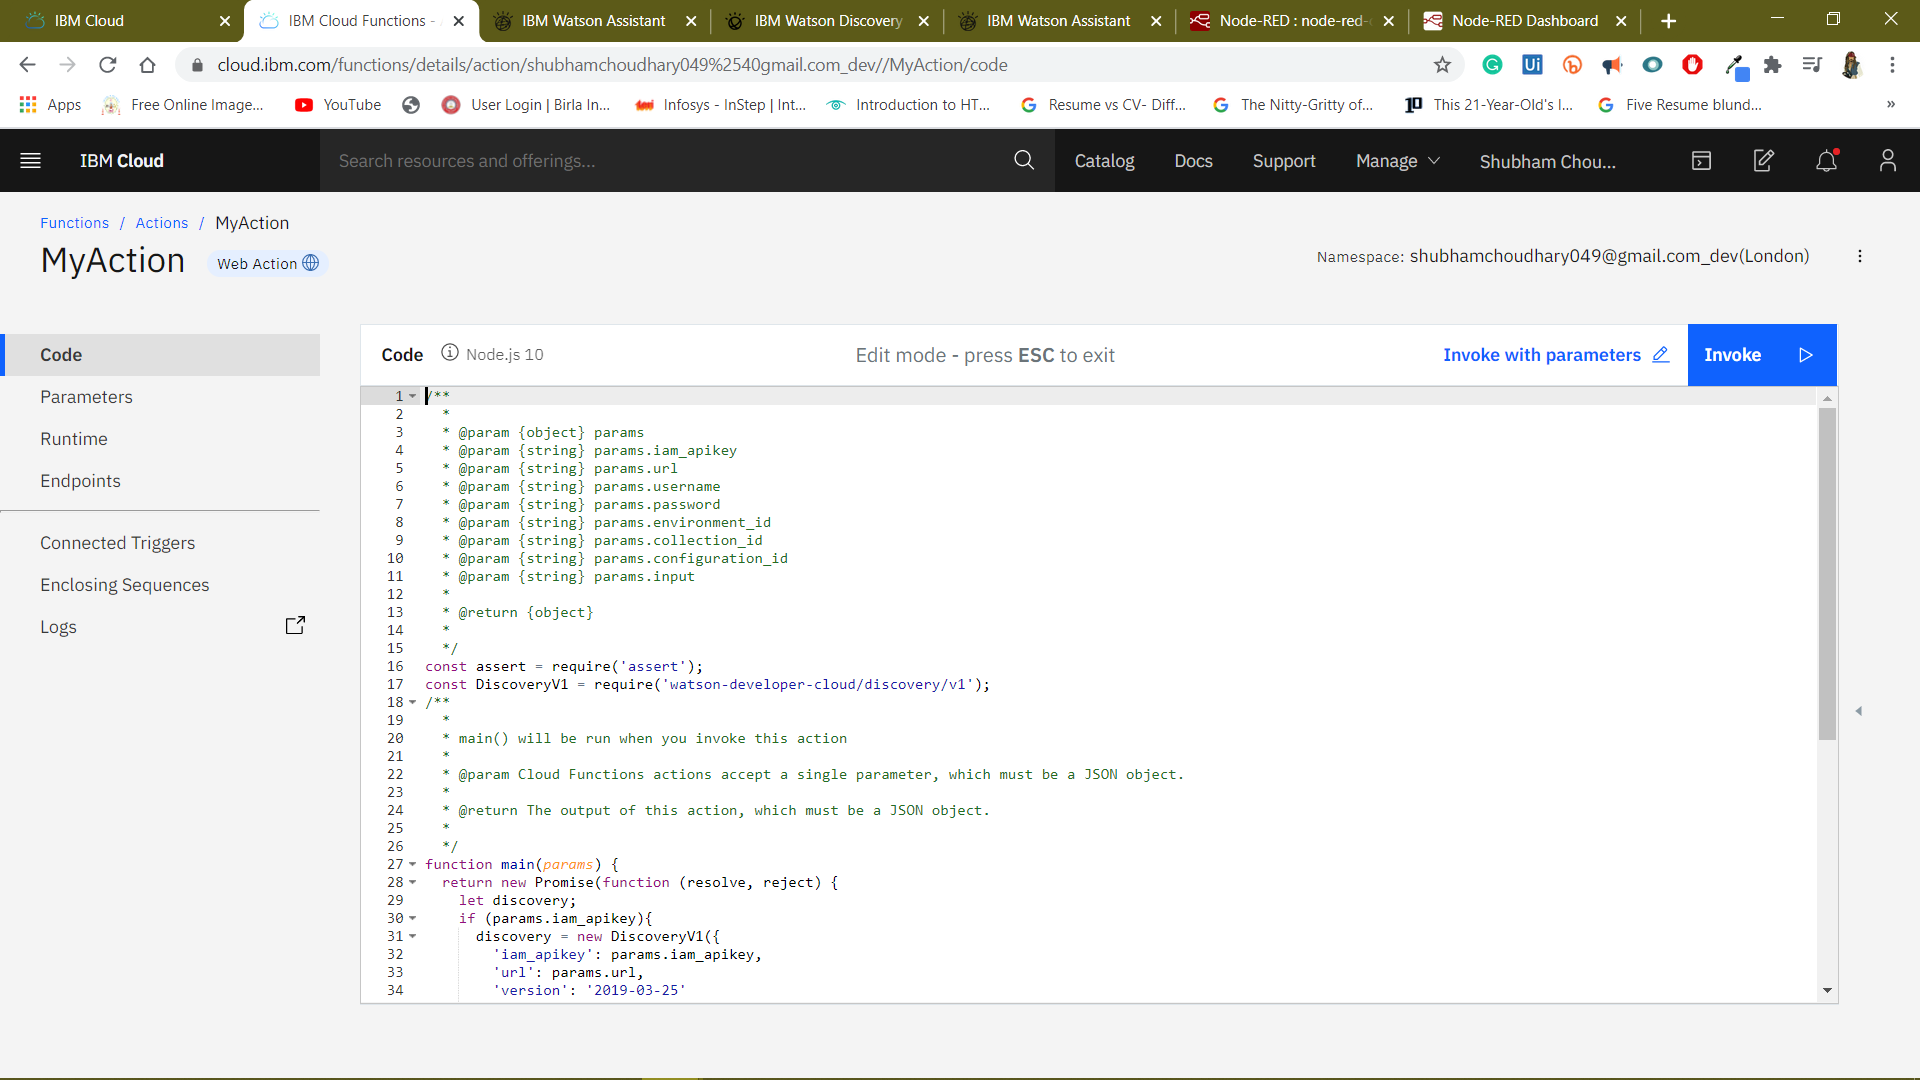 IBM Cloud
IBM Cloud Functions -
IBM Watson Assistant
IBM Watson Discovery
IBM Watson Assistant
Node-RED : node-red-
Node-RED Dashboard
cloud.ibm.com/functions/details/action/shubhamchoudhary049%2540gmail.com_dev//MyAction/code
Apps
Free Online Image...
YouTube
User Login | Birla In...
Infosys - InStep | Int...
Introduction to HT...
Resume vs CV- Diff...
The Nitty-Gritty of...
This 21-Year-Old's I...
Five Resume blund...
»
IBM Cloud
Search resources and offerings...
Catalog
Docs
Support
Manage
Shubham Chou...
Functions / Actions / MyAction
MyAction
Web Action
Namespace: shubhamchoudhary049@gmail.com_dev(London)
Code
Parameters
Runtime
Endpoints
Connected Triggers
Enclosing Sequences
Logs
Code
Node.js 10
Edit mode - press ESC to exit
Invoke with parameters
Invoke
1 /**
2 *
3 * @param {object} params
4 * @param {string} params.iam_apikey
5 * @param {string} params.url
6 * @param {string} params.username
7 * @param {string} params.password
8 * @param {string} params.environment_id
9 * @param {string} params.collection_id
10 * @param {string} params.configuration_id
11 * @param {string} params.input
12 *
13 * @return {object}
14 *
15 */
16 const assert = require('assert');
17 const DiscoveryV1 = require('watson-developer-cloud/discovery/v1');
18 /**
19 *
20 * main() will be run when you invoke this action
21 *
22 * @param Cloud Functions actions accept a single parameter, which must be a JSON object.
23 *
24 * @return The output of this action, which must be a JSON object.
25 *
26 */
27 function main(params) {
28 return new Promise(function (resolve, reject) {
29 let discovery;
30 if (params.iam_apikey){
31 discovery = new DiscoveryV1({
32 'iam_apikey': params.iam_apikey,
33 'url': params.url,
34 'version': '2019-03-25'